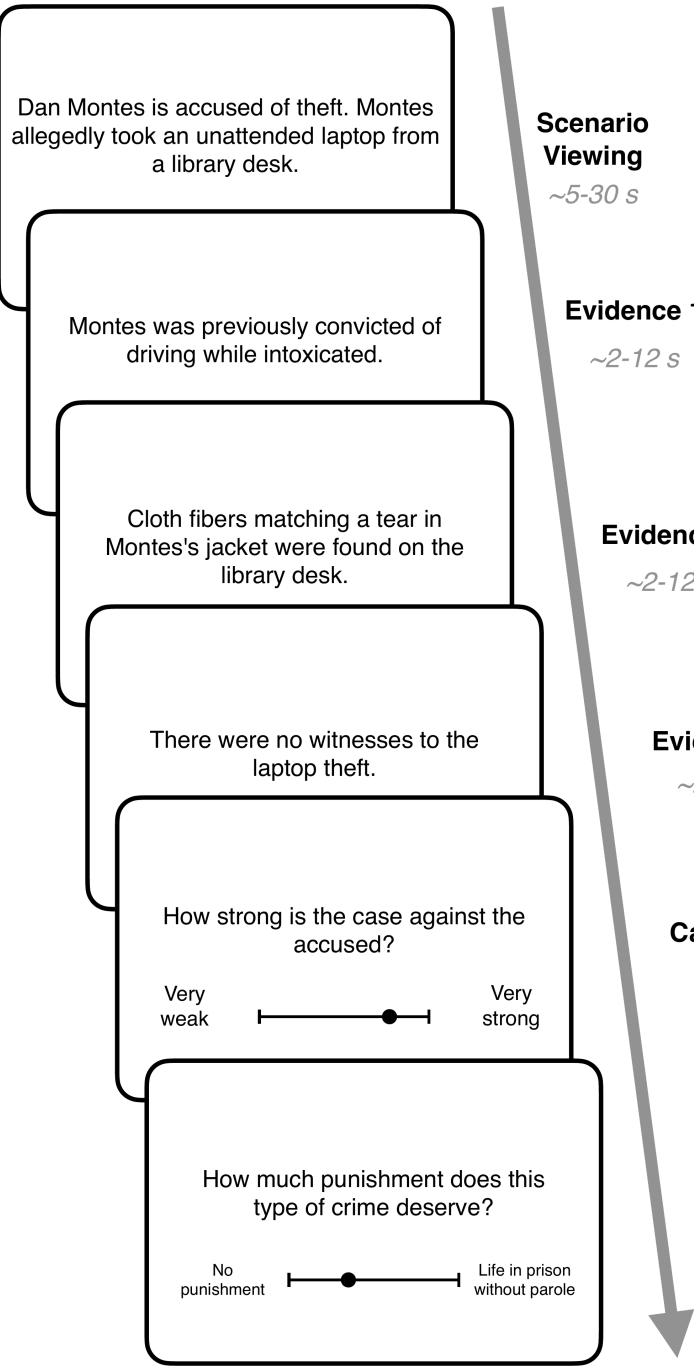 Dan Montes is accused of theft. Montes
allegedly took an unattended laptop from
a library desk.
Scenario
Viewing
~5-30 s
Montes was previously convicted of
driving while intoxicated.
Evidence
~2-12 s
Cloth fibers matching a tear in
Montes's jacket were found on the
library desk.
~2-12
There were no witnesses to the
laptop theft.
How strong is the case against the
accused?
Very
weak
Very
strong
How much punishment does this
type of crime deserve?
No
punishment
Life in prison
without parole